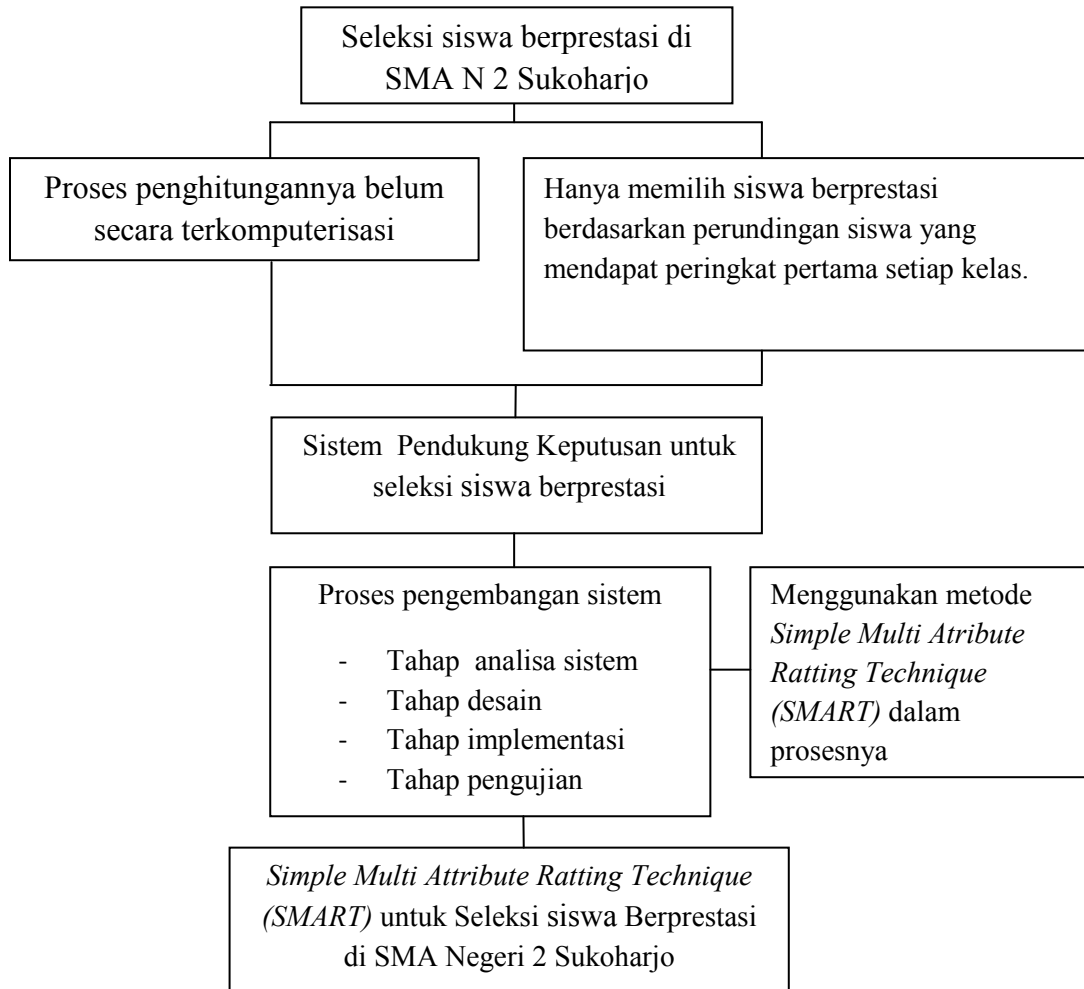 Seleksi siswa berprestasi di
SMA N 2 Sukoharjo
Proses penghitungannya belum
secara terkomputerisasi
Hanya memilih siswa berprestasi
berdasarkan perundingan siswa yang
mendapat peringkat pertama setiap kelas.
Sistem Pendukung Keputusan untuk
seleksi siswa berprestasi
Proses pengembangan sistem
- Tahap analisa sistem
- Tahap desain
- Tahap implementasi
- Tahap pengujian
Menggunakan metode
Simple Multi Atribute
Ratting Technique
(SMART) dalam
prosesnya
Simple Multi Attribute Ratting Technique
(SMART) untuk Seleksi siswa Berprestasi
di SMA Negeri 2 Sukoharjo